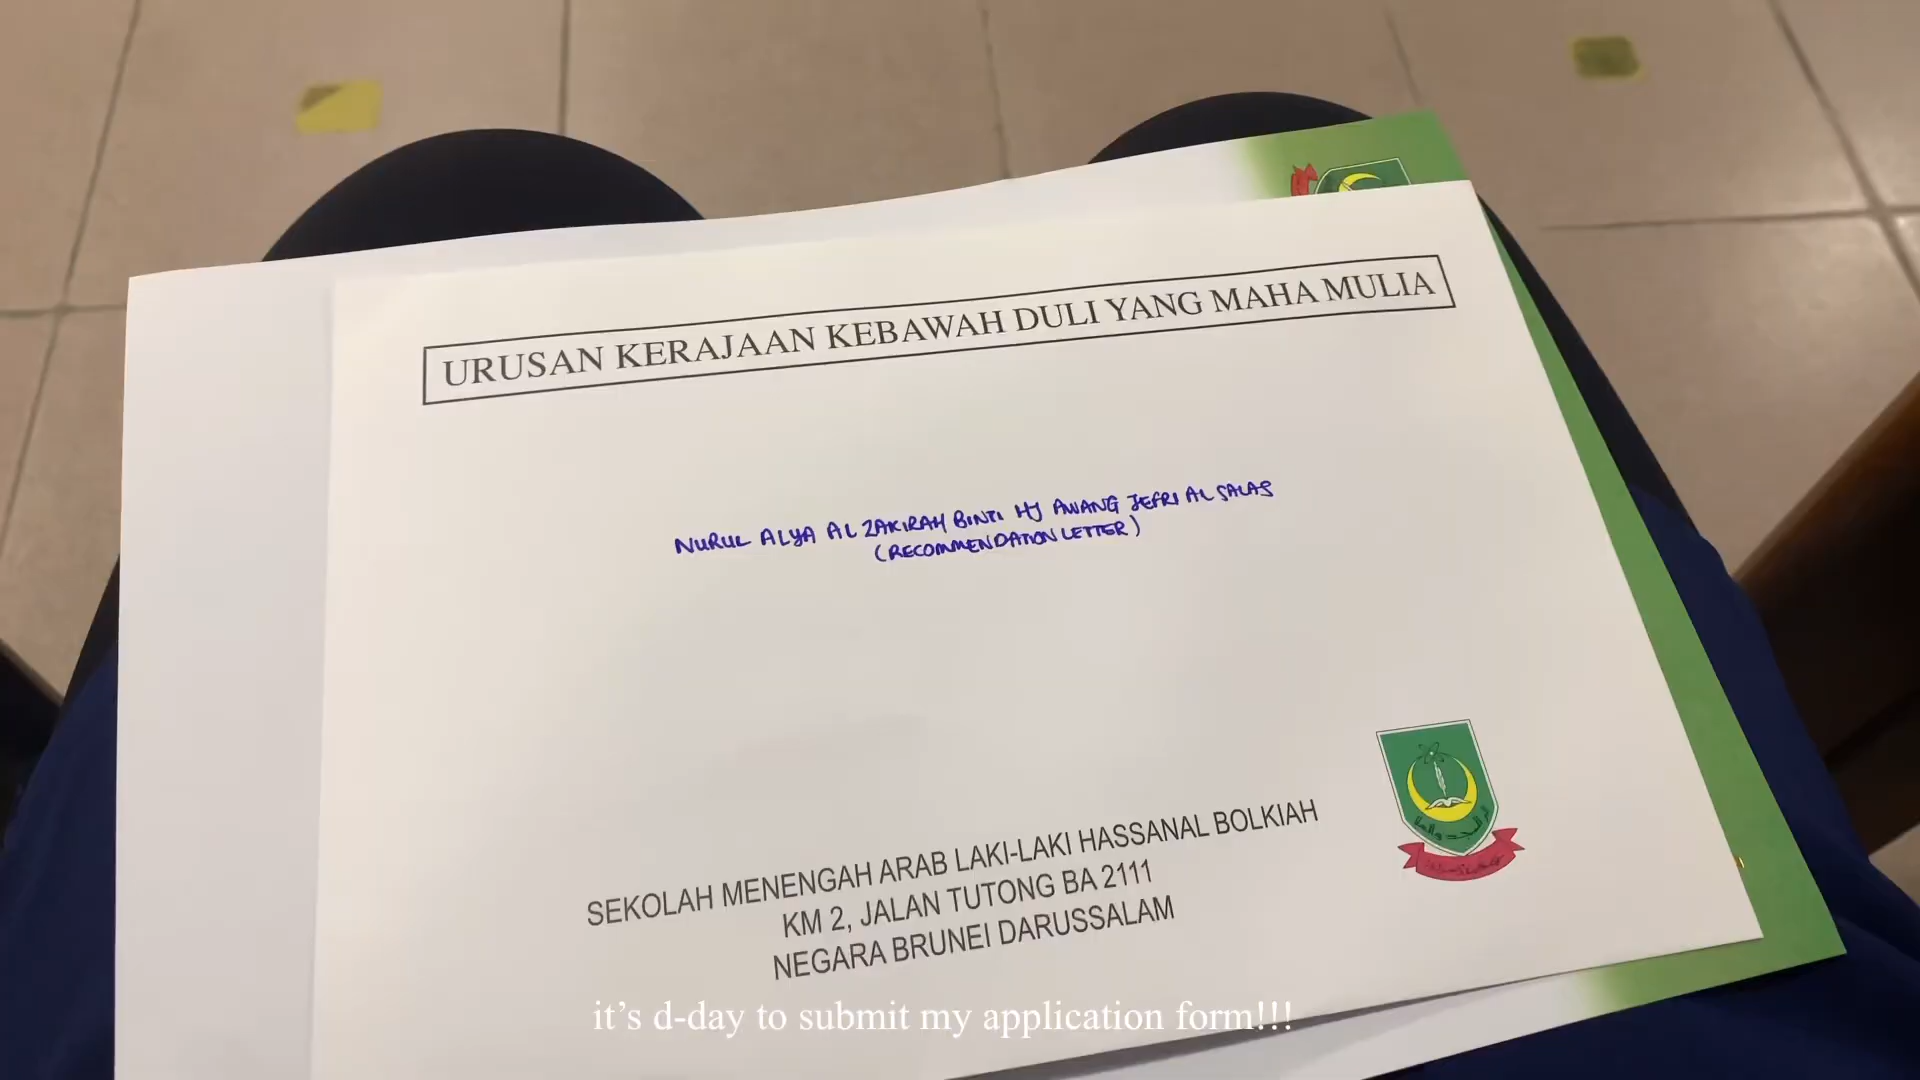 URUSAN KERAJAAN KEBAWAH DULI YANG MAHA MULIA
NURUL ALYA AL ZAKIRAH BINTI HJ AWANG JEFRI AL SALAS
(RECOMMENDATION LETTER)
SEKOLAH MENENGAH ARAB LAKI-LAKI HASSANAL BOLKIAH
KM 2, JALAN TUTONG BA 2111
NEGARA BRUNEI DARUSSALAM
it’s d-day to submit my application form!!!